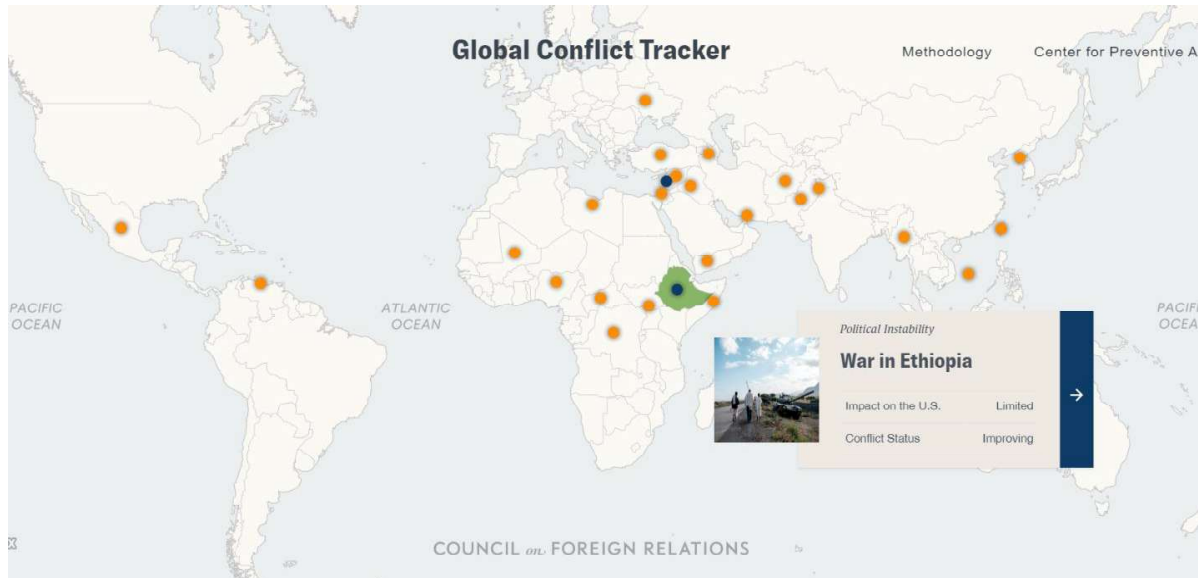 Global Conflict Tracker
Methodology
Center for Preventive A
PACIFIC
OCEAN
ATLANTIC
OCEAN
PACIFI
OCEA
Political Instability
War in Ethiopia
Impact on the U.S. Limited
Conflict Status Improving
→
COUNCIL on FOREIGN RELATIONS